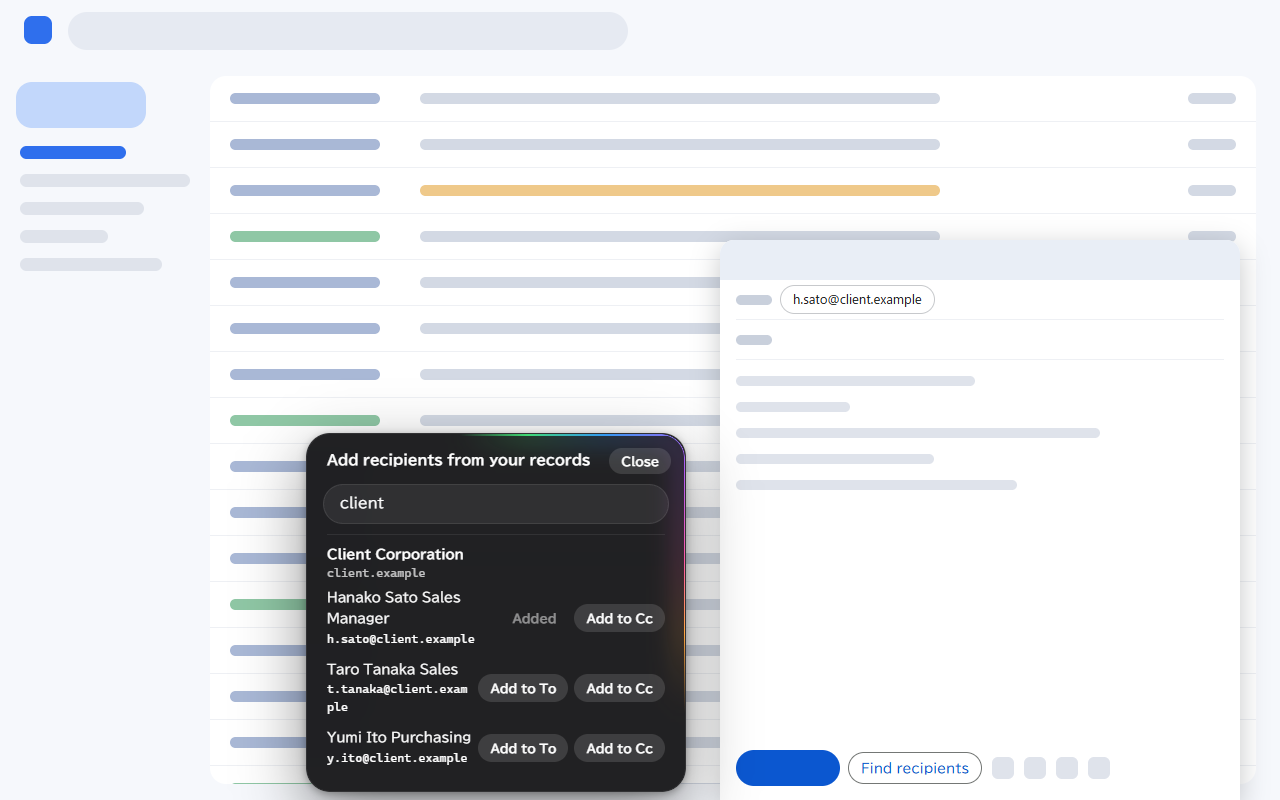 h.sato@client.example
Add recipients from your records
Close
client
Client Corporation
client.example
Hanako Sato Sales
Manager
h.sato@client.example
Added
Add to Cc
Taro Tanaka Sales
t.tanaka@client.exam
ple
Add to To
Add to Cc
Yumi Ito Purchasing
y.ito@client.example
Add to To
Add to Cc
Find recipients